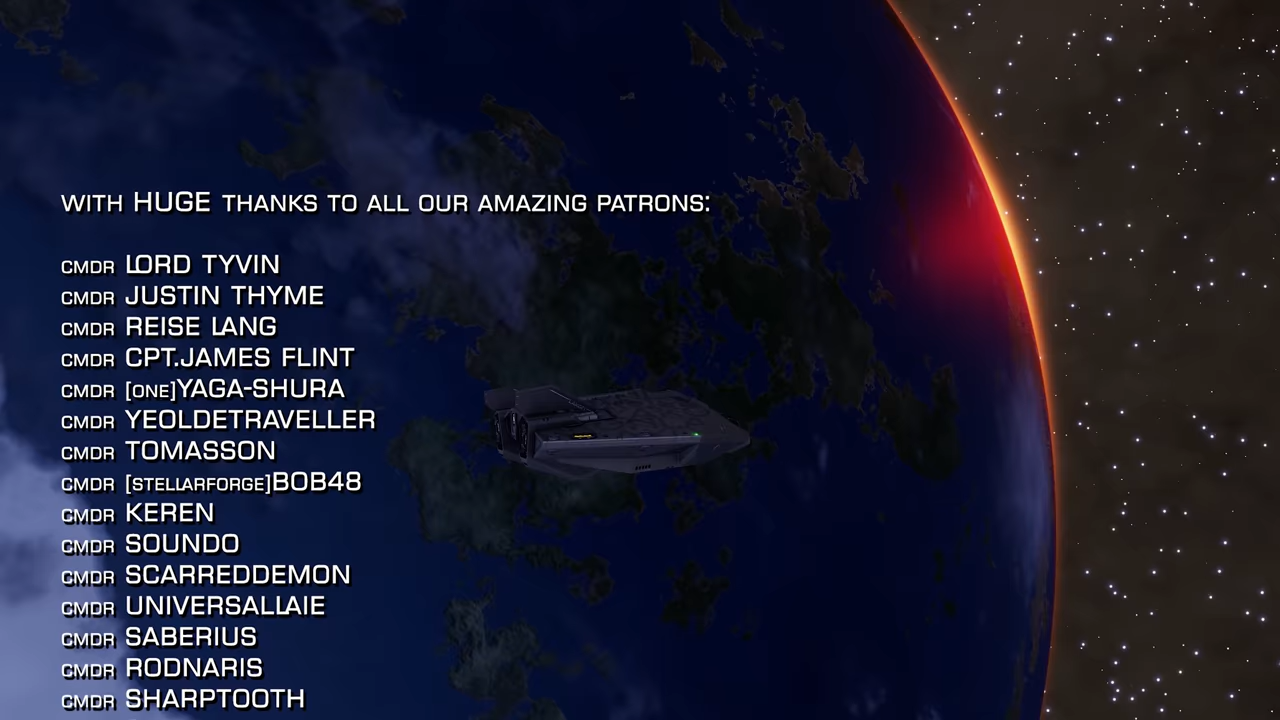 WITH HUGE THANKS TO ALL OUR AMAZING PATRONS:
CMDR LORD TYVIN
CMDR JUSTIN THYME
CMDR REISE LANG
CMDR CPT.JAMES FLINT
CMDR [ONE]YAGA-SHURA
CMDR YEOLDETRAVELLER
CMDR TOMASSON
CMDR [STELLARFORGE]BOB48
CMDR KEREN
CMDR SOUNDO
CMDR SCARREDDEMON
CMDR UNIVERSALLAIE
CMDR SABERIUS
CMDR RODNARIS
CMDR SHARPTOOTH